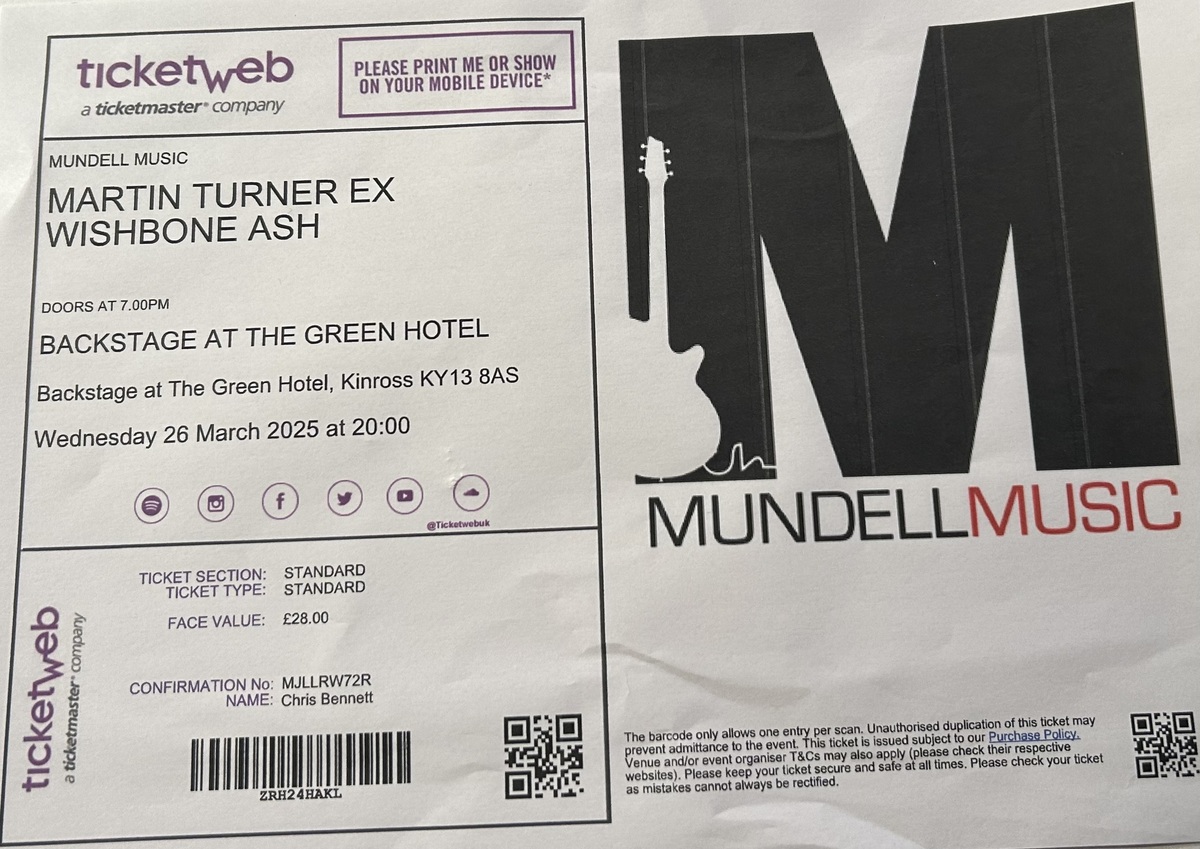 ticketweb
a ticketmaster® company
PLEASE PRINT ME OR SHOW
ON YOUR MOBILE DEVICE*
MUNDELL MUSIC
MARTIN TURNER EX
WISHBONE ASH
DOORS AT 7.00PM
BACKSTAGE AT THE GREEN HOTEL
Backstage at The Green Hotel, Kinross KY13 8AS
Wednesday 26 March 2025 at 20:00
@Ticketwebuk
TICKET SECTION: STANDARD
TICKET TYPE: STANDARD
FACE VALUE: £28.00
CONFIRMATION No: MJLLRW72R
NAME: Chris Bennett
ZRH24HAKL
ticketweb
a ticketmaster® company
M
MUNDELLMUSIC
The barcode only allows one entry per scan. Unauthorised duplication of this ticket may
prevent admittance to the event. This ticket is issued subject to our Purchase Policy.
Venue and/or event organiser T&Cs may also apply (please check their respective
websites). Please keep your ticket secure and safe at all times. Please check your ticket
as mistakes cannot always be rectified.